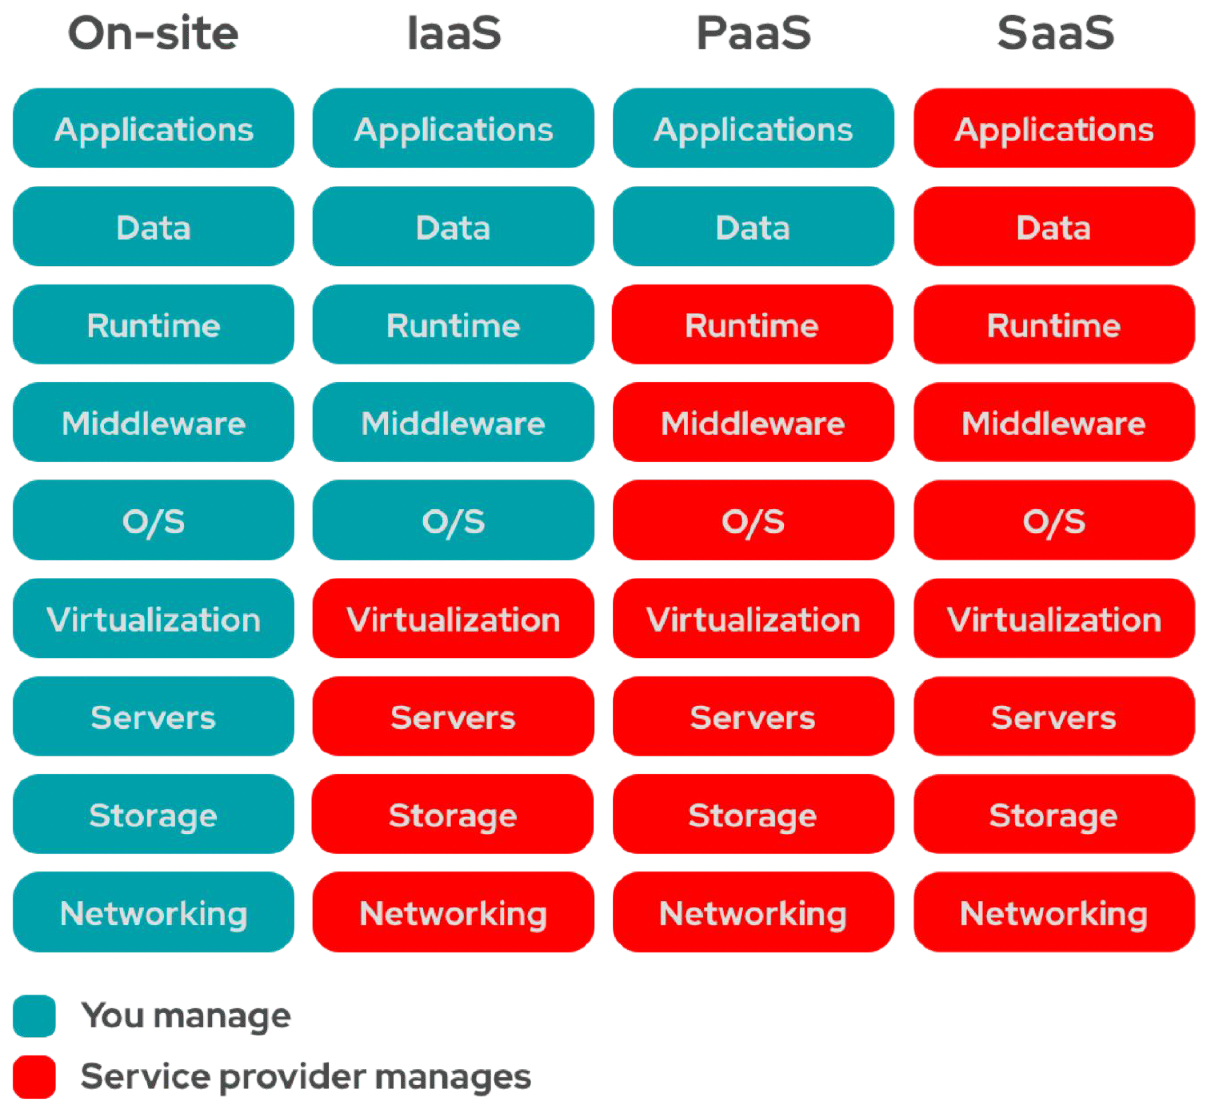 On-site IaaS PaaS SaaS
Applications Applications Applications Applications
Data Data Data Data
Runtime Runtime Runtime Runtime
Middleware Middleware Middleware Middleware
O/S O/S O/S O/S
Virtualization Virtualization Virtualization Virtualization
Servers Servers Servers Servers
Storage Storage Storage Storage
Networking Networking Networking Networking
You manage
Service provider manages